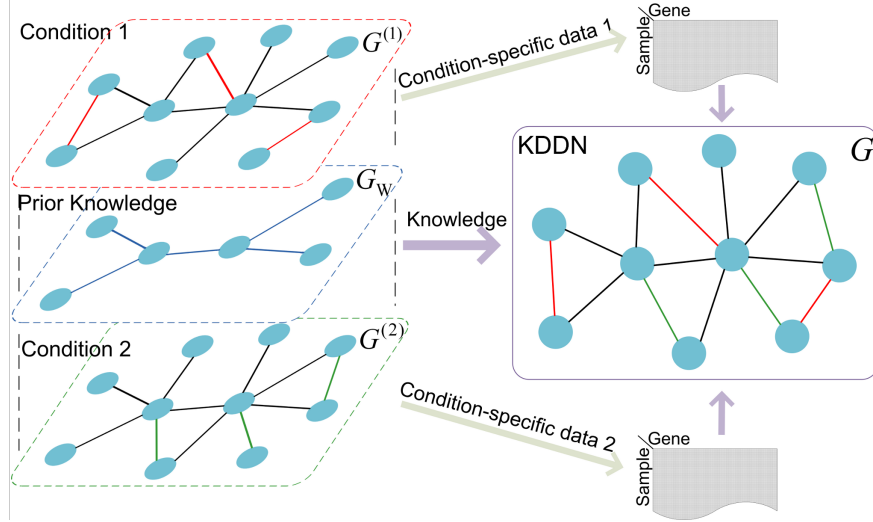 Condition 1
G(1)
Condition-specific data 1
Gene
Sample
Prior Knowledge
GW
Knowledge
KDDN
G
Condition 2
G(2)
Condition-specific data 2
Gene
Sample